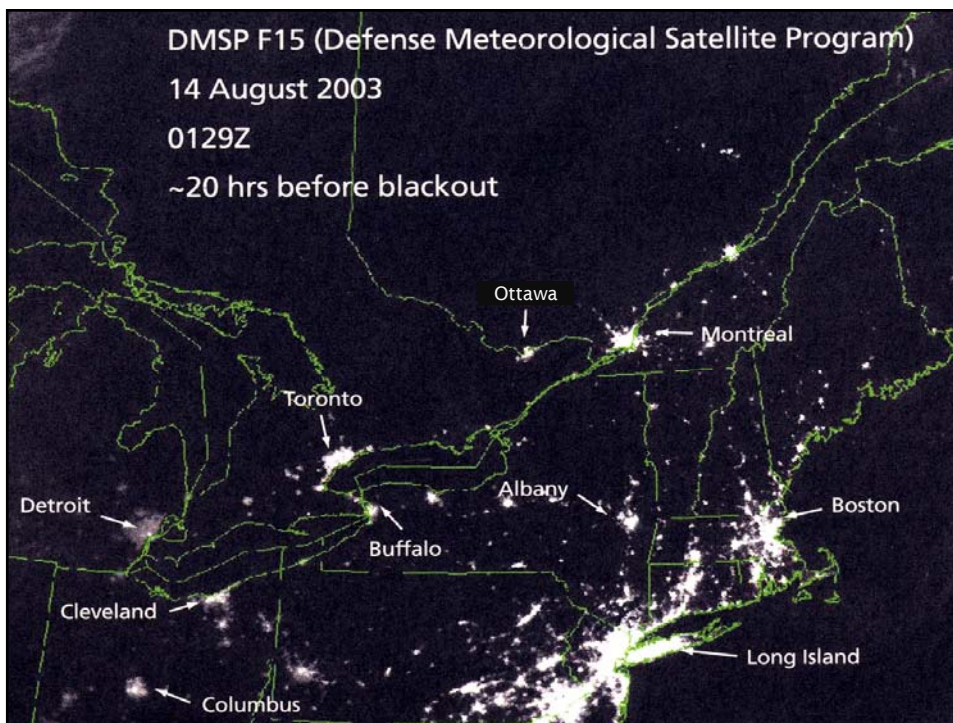 DMSP F15 (Defense Meteorological Satellite Program)
14 August 2003
0129Z
~20 hrs before blackout
Ottawa
Montreal
Toronto
Detroit
Albany
Boston
Buffalo
Cleveland
Long Island
Columbus